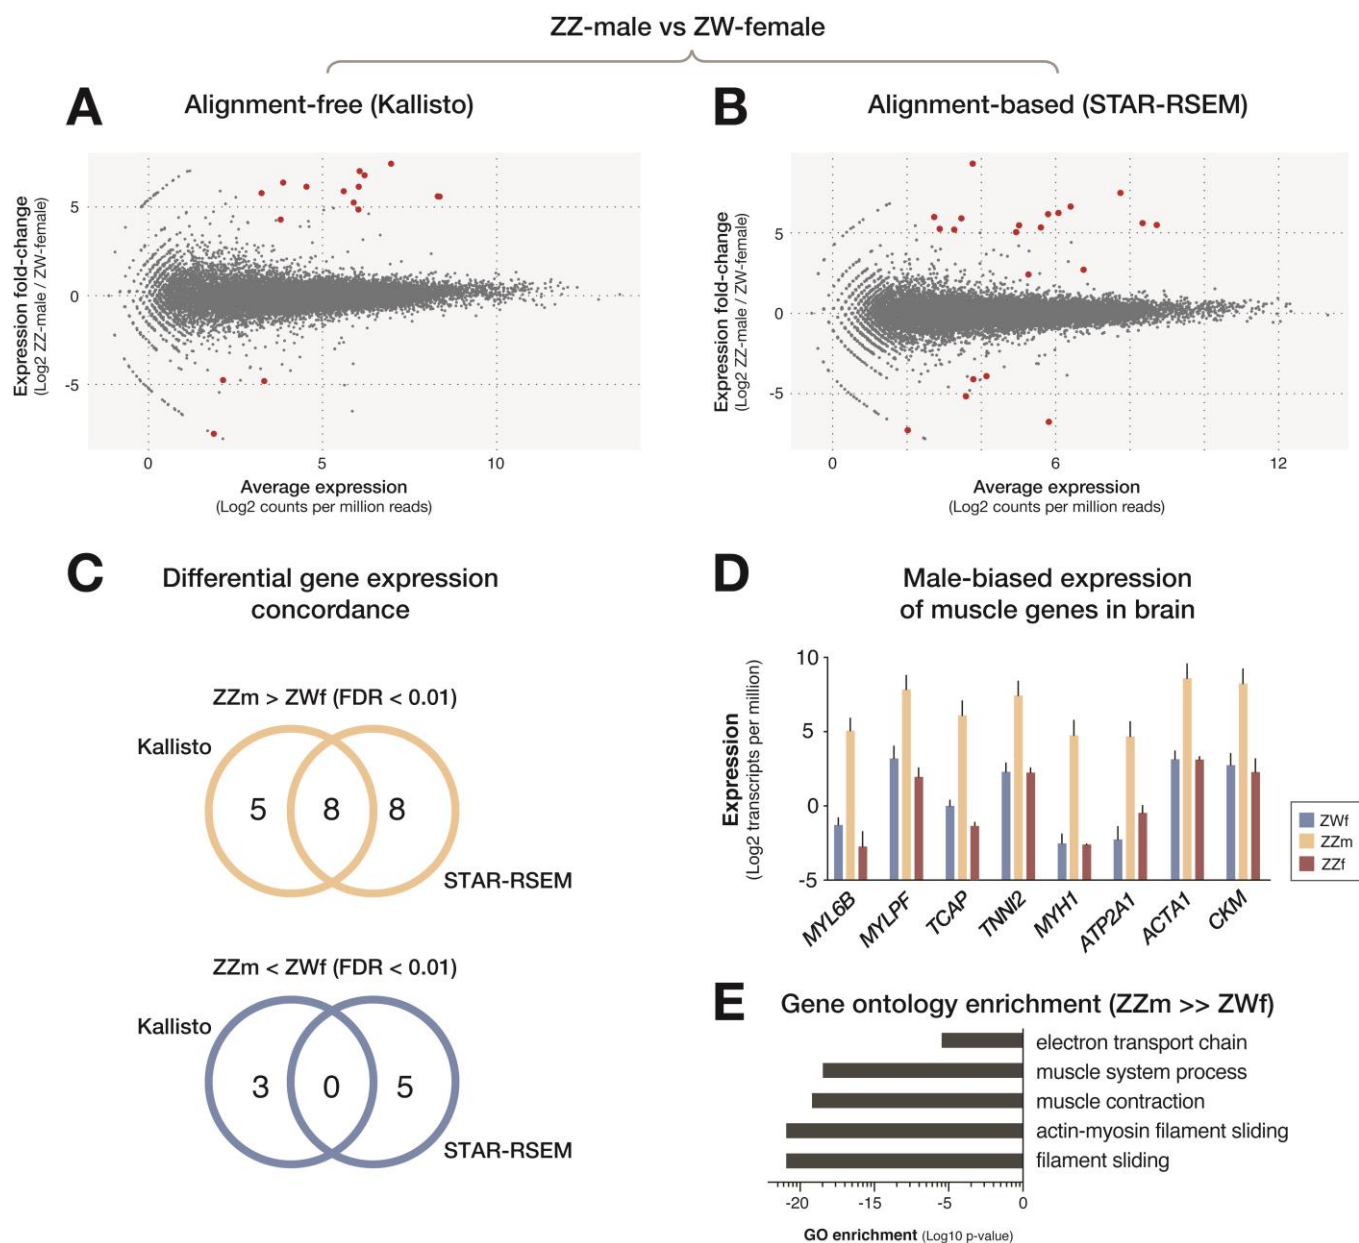 ZZ-male vs ZW-female
A
Alignment-free (Kallisto)
Expression fold-change
(Log2 ZZ-male / ZW-female)
5
0
-5
0
5
10
Average expression
(Log2 counts per million reads)
B
Alignment-based (STAR-RSEM)
Expression fold-change
(Log2 ZZ-male / ZW-female)
5
0
-5
0
6
12
Average expression
(Log2 counts per million reads)
C
Differential gene expression
concordance
ZZm > ZWf (FDR < 0.01)
Kallisto
5
8
8
STAR-RSEM
ZZm < ZWf (FDR < 0.01)
Kallisto
3
0
5
STAR-RSEM
D
Male-biased expression
of muscle genes in brain
Expression
(Log2 transcripts per million)
10
5
0
-5
MYL6B
MYLPF
TCAP
TNNI2
MYH1
ATP2A1
ACTA1
CKM
ZWf
ZZm
ZZf
E
Gene ontology enrichment (ZZm >> ZWf)
electron transport chain
muscle system process
muscle contraction
actin-myosin filament sliding
filament sliding
-20
-15
-5
0
GO enrichment (Log10 p-value)